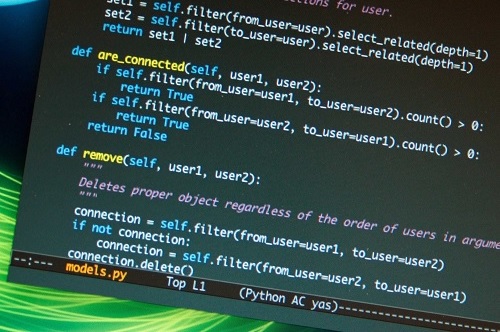 ctions for user.
set1 = self.filter(from_user=user).select_related(depth=1)
set2 = self.filter(to_user=user).select_related(depth=1)
return set1 | set2
def are_connected(self, user1, user2):
if self.filter(from_user=user1, to_user=user2).count() > 0:
return True
if self.filter(from_user=user2, to_user=user1).count() > 0:
return True
return False
def remove(self, user1, user2):
"""
Deletes proper object regardless of the order of users in argume
"""
connection = self.filter(from_user=user1, to_user=user2)
if not connection:
connection = self.filter(from_user=user2, to_user=user1)
connection.delete()
--:--- models.py Top L1 (Python AC yas)--------------------